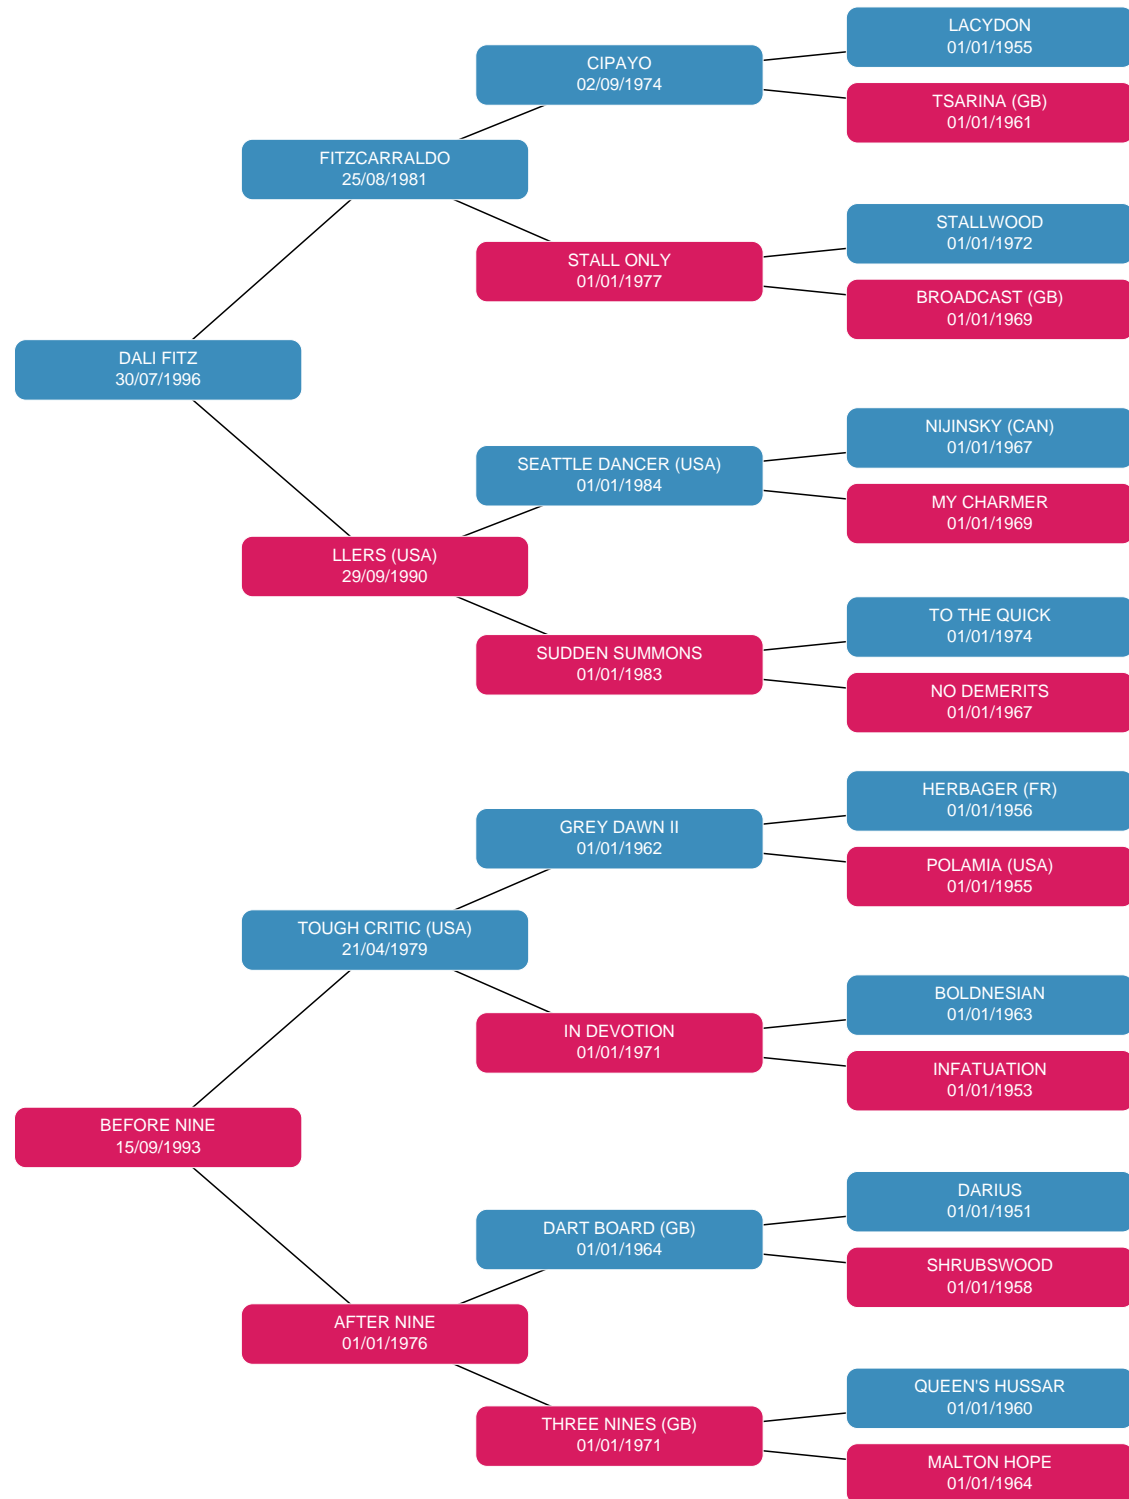 LACYDON
01/01/1955
CIPAYO
02/09/1974
TSARINA (GB)
01/01/1961
FITZCARRALDO
25/08/1981
STALLWOOD
01/01/1972
STALL ONLY
01/01/1977
BROADCAST (GB)
01/01/1969
DALI FITZ
30/07/1996
NIJINSKY (CAN)
01/01/1967
SEATTLE DANCER (USA)
01/01/1984
MY CHARMER
01/01/1969
LLERS (USA)
29/09/1990
TO THE QUICK
01/01/1974
SUDDEN SUMMONS
01/01/1983
NO DEMERITS
01/01/1967
HERBAGER (FR)
01/01/1956
GREY DAWN II
01/01/1962
POLAMIA (USA)
01/01/1955
TOUGH CRITIC (USA)
21/04/1979
BOLDNESIAN
01/01/1963
IN DEVOTION
01/01/1971
INFATUATION
01/01/1953
BEFORE NINE
15/09/1993
DARIUS
01/01/1951
DART BOARD (GB)
01/01/1964
SHRUBSWOOD
01/01/1958
AFTER NINE
01/01/1976
QUEEN'S HUSSAR
01/01/1960
THREE NINES (GB)
01/01/1971
MALTON HOPE
01/01/1964